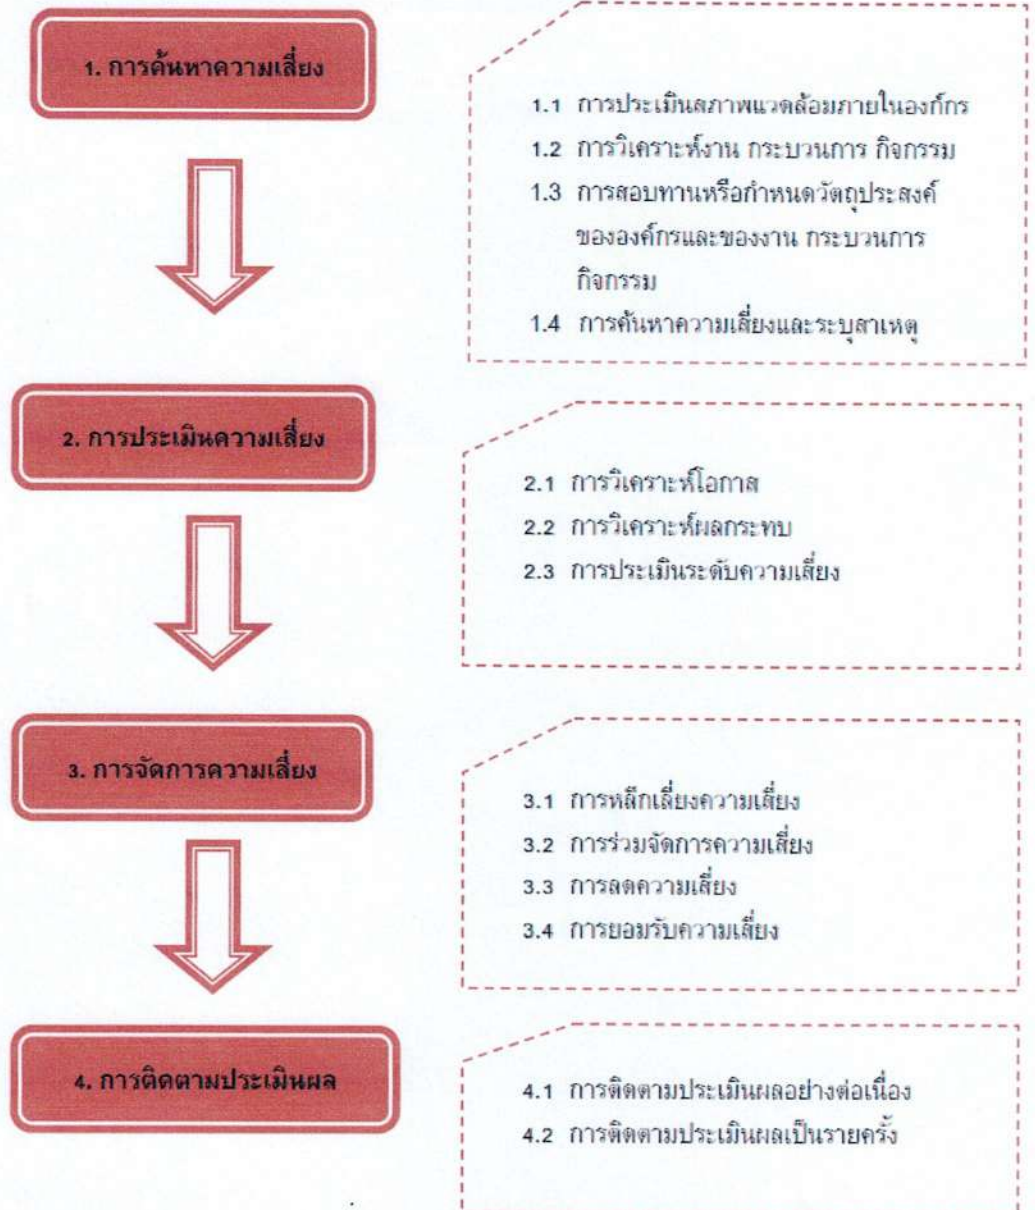 1. การค้นหาความเสี่ยง
1.1 การประเมินสภาพแวดล้อมภายในองก์กร
1.2 การวิเคราะห์งาน กระบวนการ กิจกรรม
1.3 การสอบทานหรือกำหนดวัตถุประสงค์
ขององค์กรและของงาน กระบวนการ
กิจกรรม
1.4 การค้นหาความเสี่ยงและระบุสาเหตุ
2. การประเมินความเสี่ยง
2.1 การวิเคราะห์โอกาส
2.2 การวิเคราะห์ผลกระทบ
2.3 การประเมินระดับความเสี่ยง
3. การจัดการความเสี่ยง
3.1 การหลีกเลี่ยงความเสี่ยง
3.2 การร่วมจัดการความเสี่ยง
3.3 การลดความเสี่ยง
3.4 การยอมรับความเสี่ยง
4. การติดตามประเมินผล
4.1 การติดตามประเมินผลอย่างต่อเนื่อง
4.2 การติดตามประเมินผลเป็นรายครั้ง